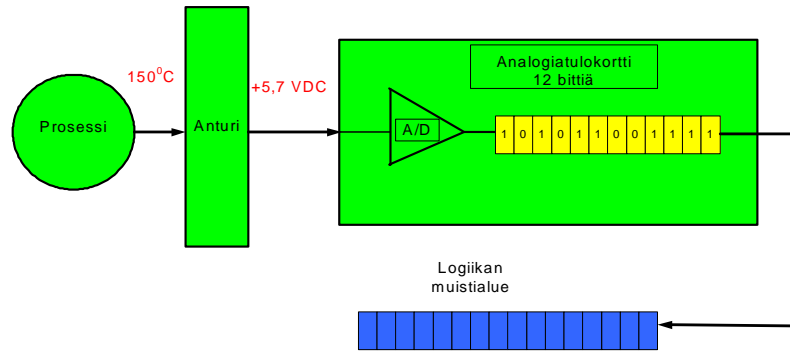 Prosessi
150⁰C
Anturi
+5,7 VDC
Analogiatulokortti
12 bittiä
A/D
1 0 1 0 1 1 0 0 1 1 1 1
Logiikan
muistialue